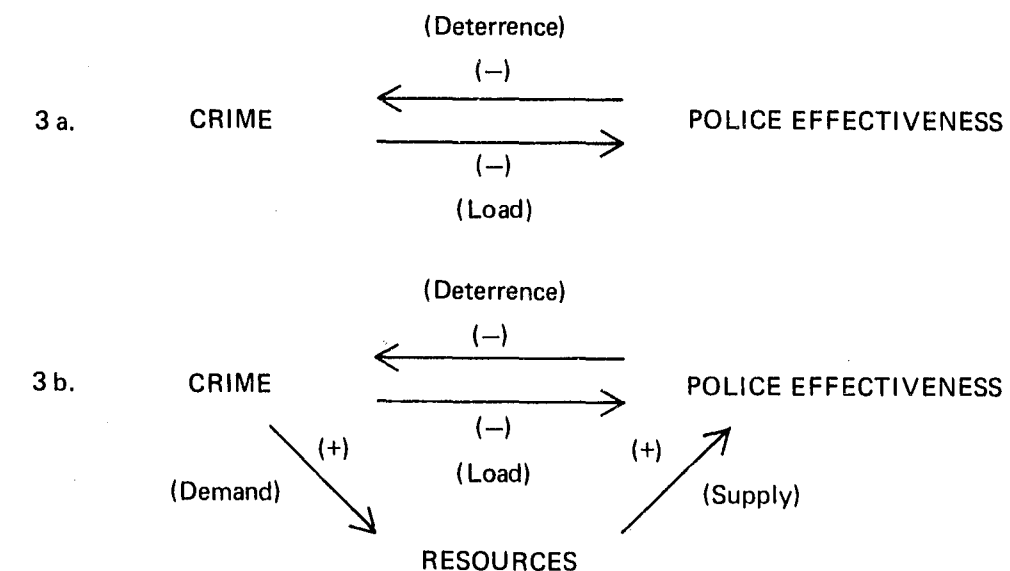 (Deterrence)
(—)
3 a. CRIME POLICE EFFECTIVENESS
(—)
(Load)
(Deterrence)
(—)
3 b. CRIME POLICE EFFECTIVENESS
(—)
(+) (+)
(Load)
(Demand) (Supply)
RESOURCES